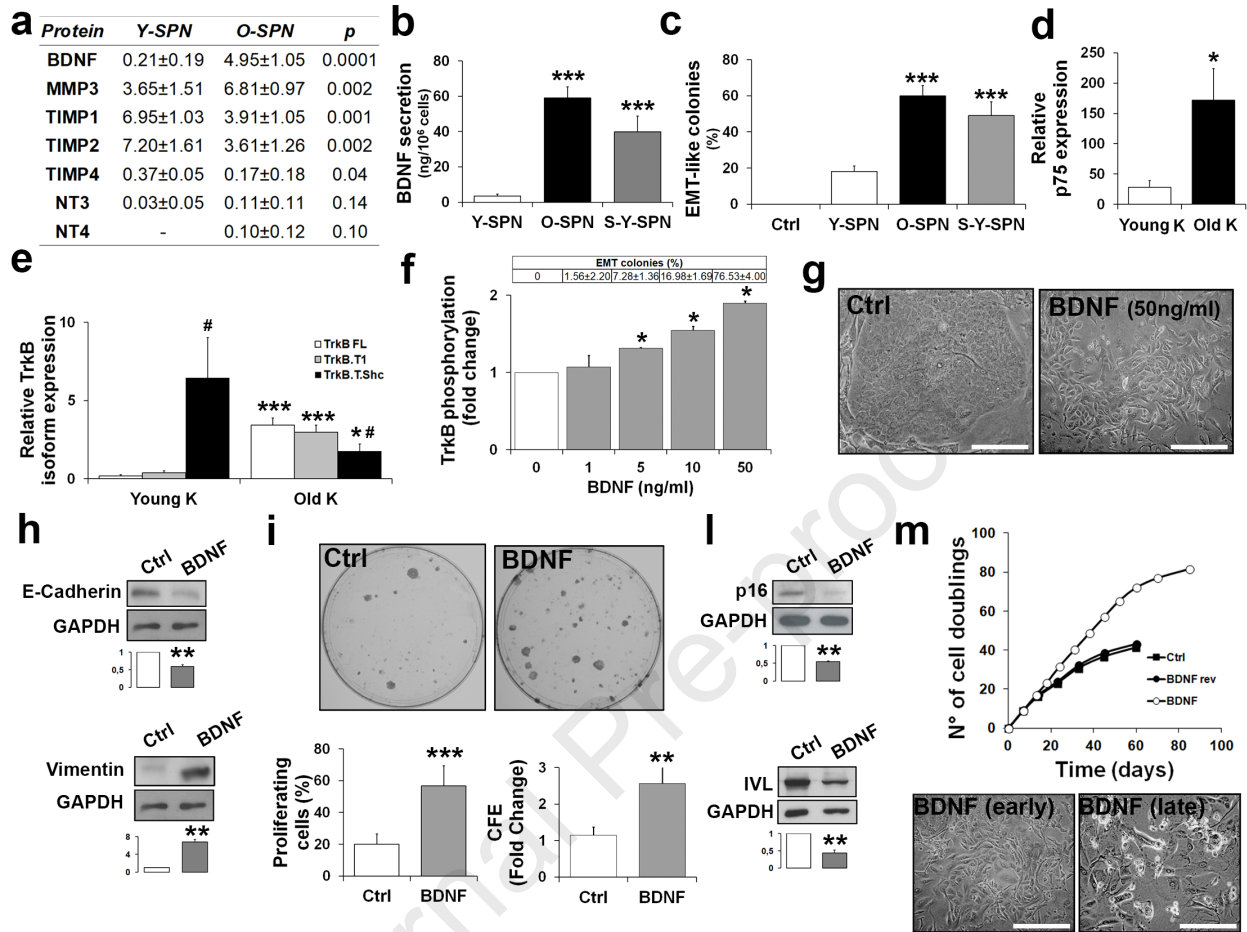 a
Protein Y-SPN O-SPN p
BDNF 0.21±0.19 4.95±1.05 0.0001
MMP3 3.65±1.51 6.81±0.97 0.002
TIMP1 6.95±1.03 3.91±1.05 0.001
TIMP2 7.20±1.61 3.61±1.26 0.002
TIMP4 0.37±0.05 0.17±0.18 0.04
NT3 0.03±0.05 0.11±0.11 0.14
NT4 - 0.10±0.12 0.10
b
BDNF secretion
(ng/10⁶ cells)
80
60
40
20
0
***
***
Y-SPN O-SPN S-Y-SPN
c
EMT-like colonies
(%)
80
60
40
20
0
***
***
Ctrl Y-SPN O-SPN S-Y-SPN
d
Relative
p75 expression
250
200
150
100
50
0
*
Young K Old K
e
Relative TrkB
isoform expression
10
5
0
#
*** *** *#
TrkB FL
TrkB.T1
TrkB.T.Shc
Young K Old K
f
EMT colonies (%)
0 1.56±2.20 7.28±1.36 16.98±1.69 76.53±4.00
TrkB phosphorylation
(fold change)
2
1
0
* * *
0 1 5 10 50
BDNF (ng/ml)
g
Ctrl
BDNF (50ng/ml)
h
Ctrl BDNF
E-Cadherin
GAPDH
1
0,5
0
**
Ctrl BDNF
Vimentin
GAPDH
8
4
0
**
i
Ctrl
BDNF
Proliferating
cells (%)
80
60
40
20
0
***
Ctrl BDNF
CFE
(Fold Change)
3
2
1
0
**
Ctrl BDNF
l
Ctrl BDNF
p16
GAPDH
1
0,5
0
**
Ctrl BDNF
IVL
GAPDH
1
0,5
0
**
m
N° of cell doublings
100
80
60
40
20
0
Ctrl
BDNF rev
BDNF
0 20 40 60 80 100
Time (days)
BDNF (early)
BDNF (late)
rnal Pre-proo